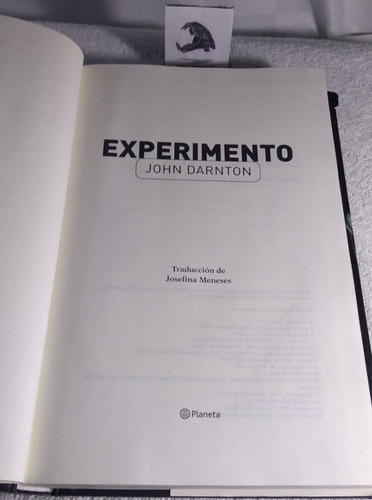 EXPERIMENTO
JOHN DARNTON
Traducción de
Josefina Meneses
Planeta